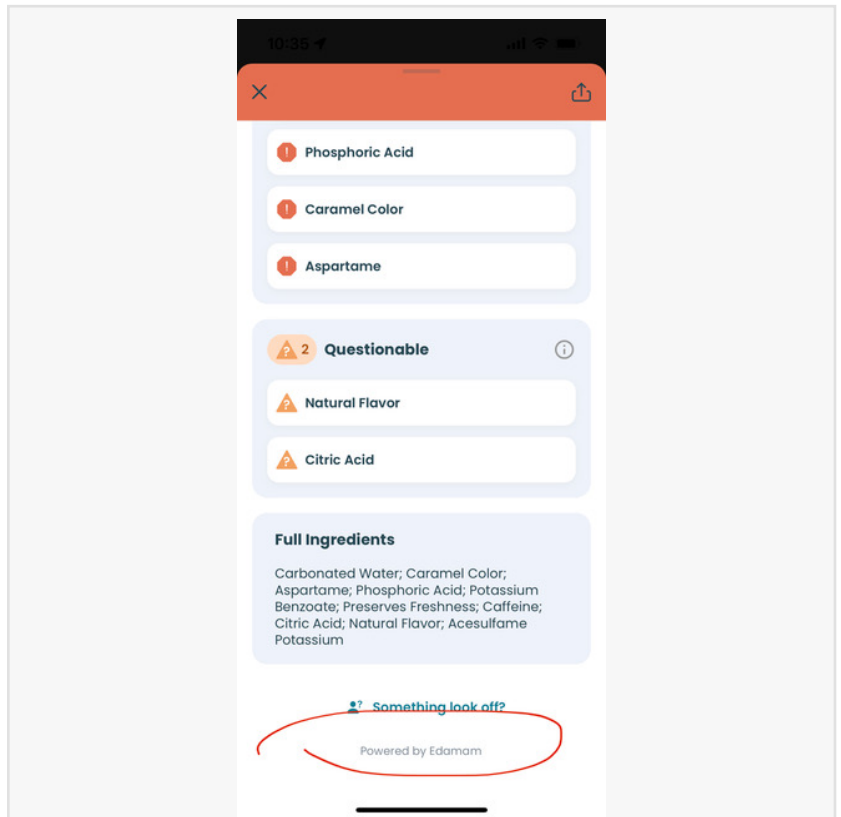 10:35
Phosphoric Acid
Caramel Color
Aspartame
2 Questionable
Natural Flavor
Citric Acid
Full Ingredients
Carbonated Water; Caramel Color;
Aspartame; Phosphoric Acid; Potassium
Benzoate; Preserves Freshness; Caffeine;
Citric Acid; Natural Flavor; Acesulfame
Potassium
Something look off?
Powered by Edamam